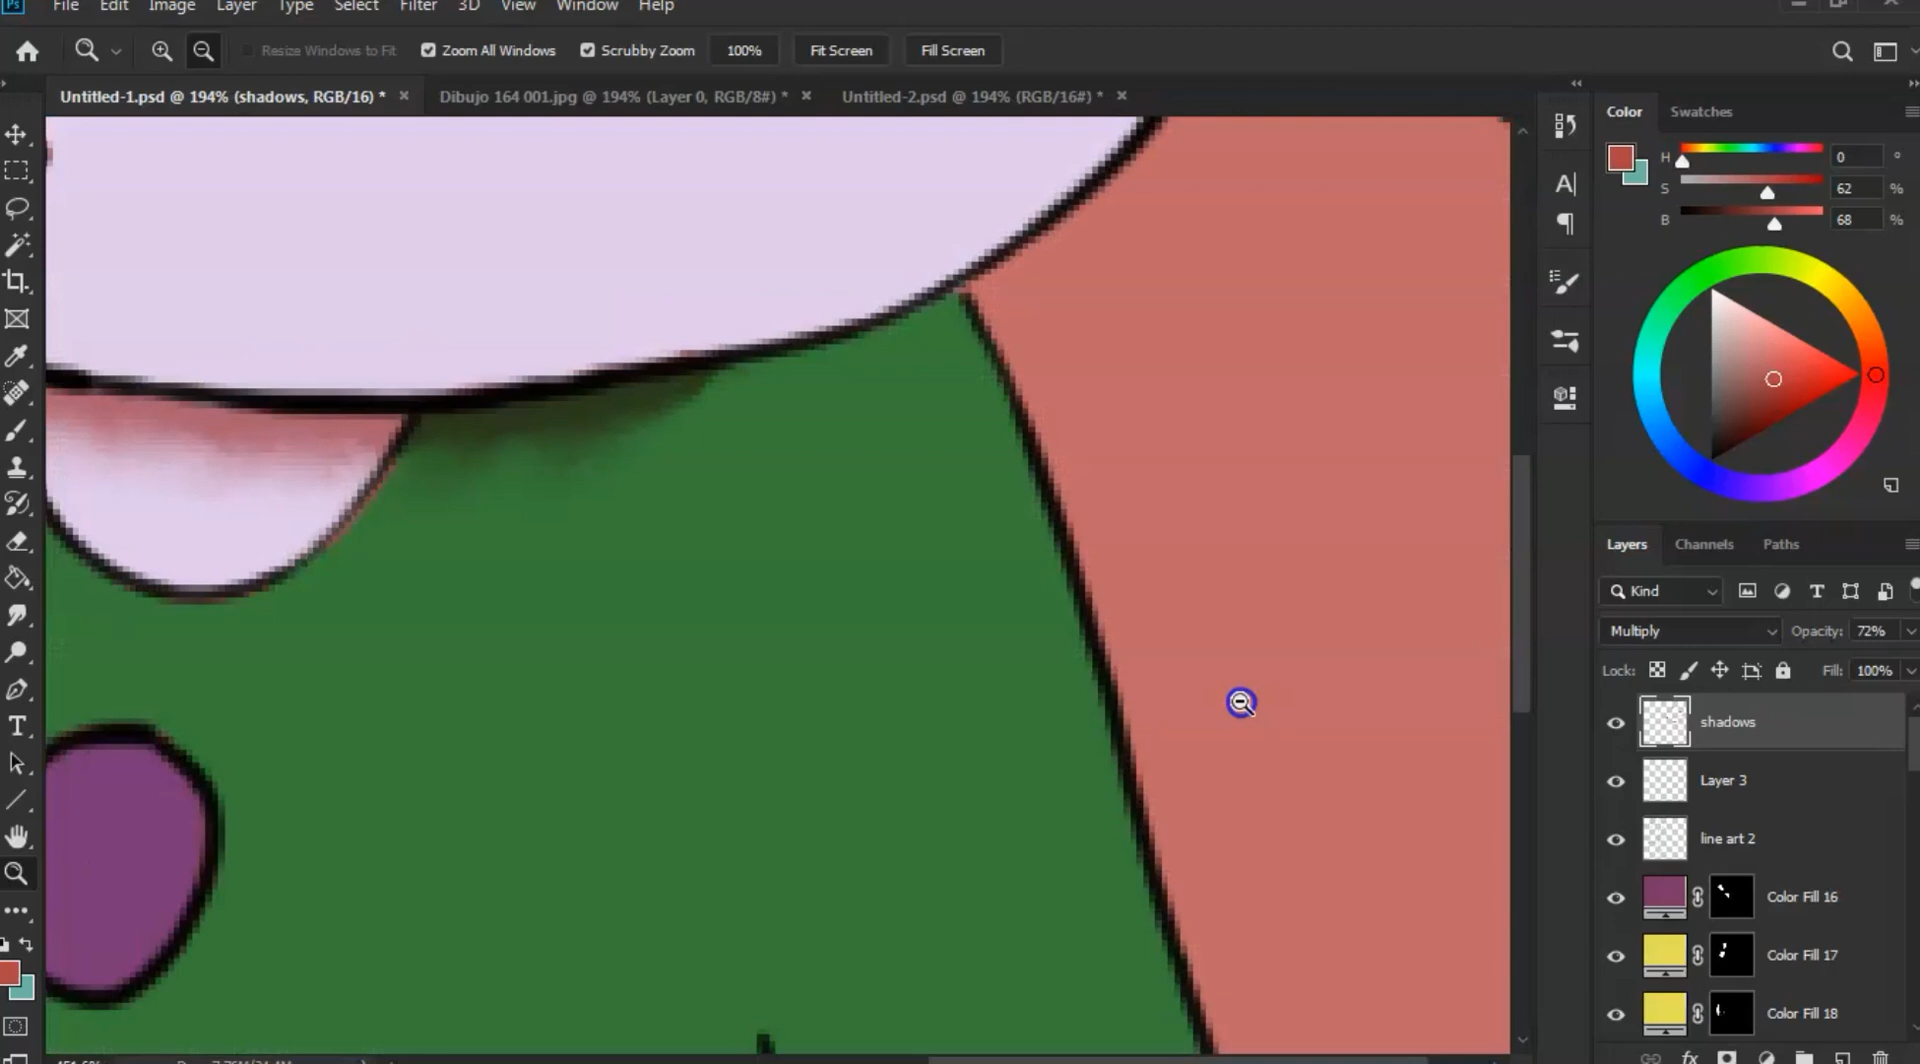 Ps File Edit Image Layer Type Select Filter 3D View Window Help
Resize Windows to Fit Zoom All Windows Scrubby Zoom 100% Fit Screen Fill Screen
Untitled-1.psd @ 194% (shadows, RGB/16) * × Dibujo 164 001.jpg @ 194% (Layer 0, RGB/8#) * × Untitled-2.psd @ 194% (RGB/16#) * ×
Color Swatches
H 0 °
S 62 %
B 68 %
Layers Channels Paths
Kind
Multiply Opacity: 72%
Lock: Fill: 100%
shadows
Layer 3
line art 2
Color Fill 16
Color Fill 17
Color Fill 18
fx